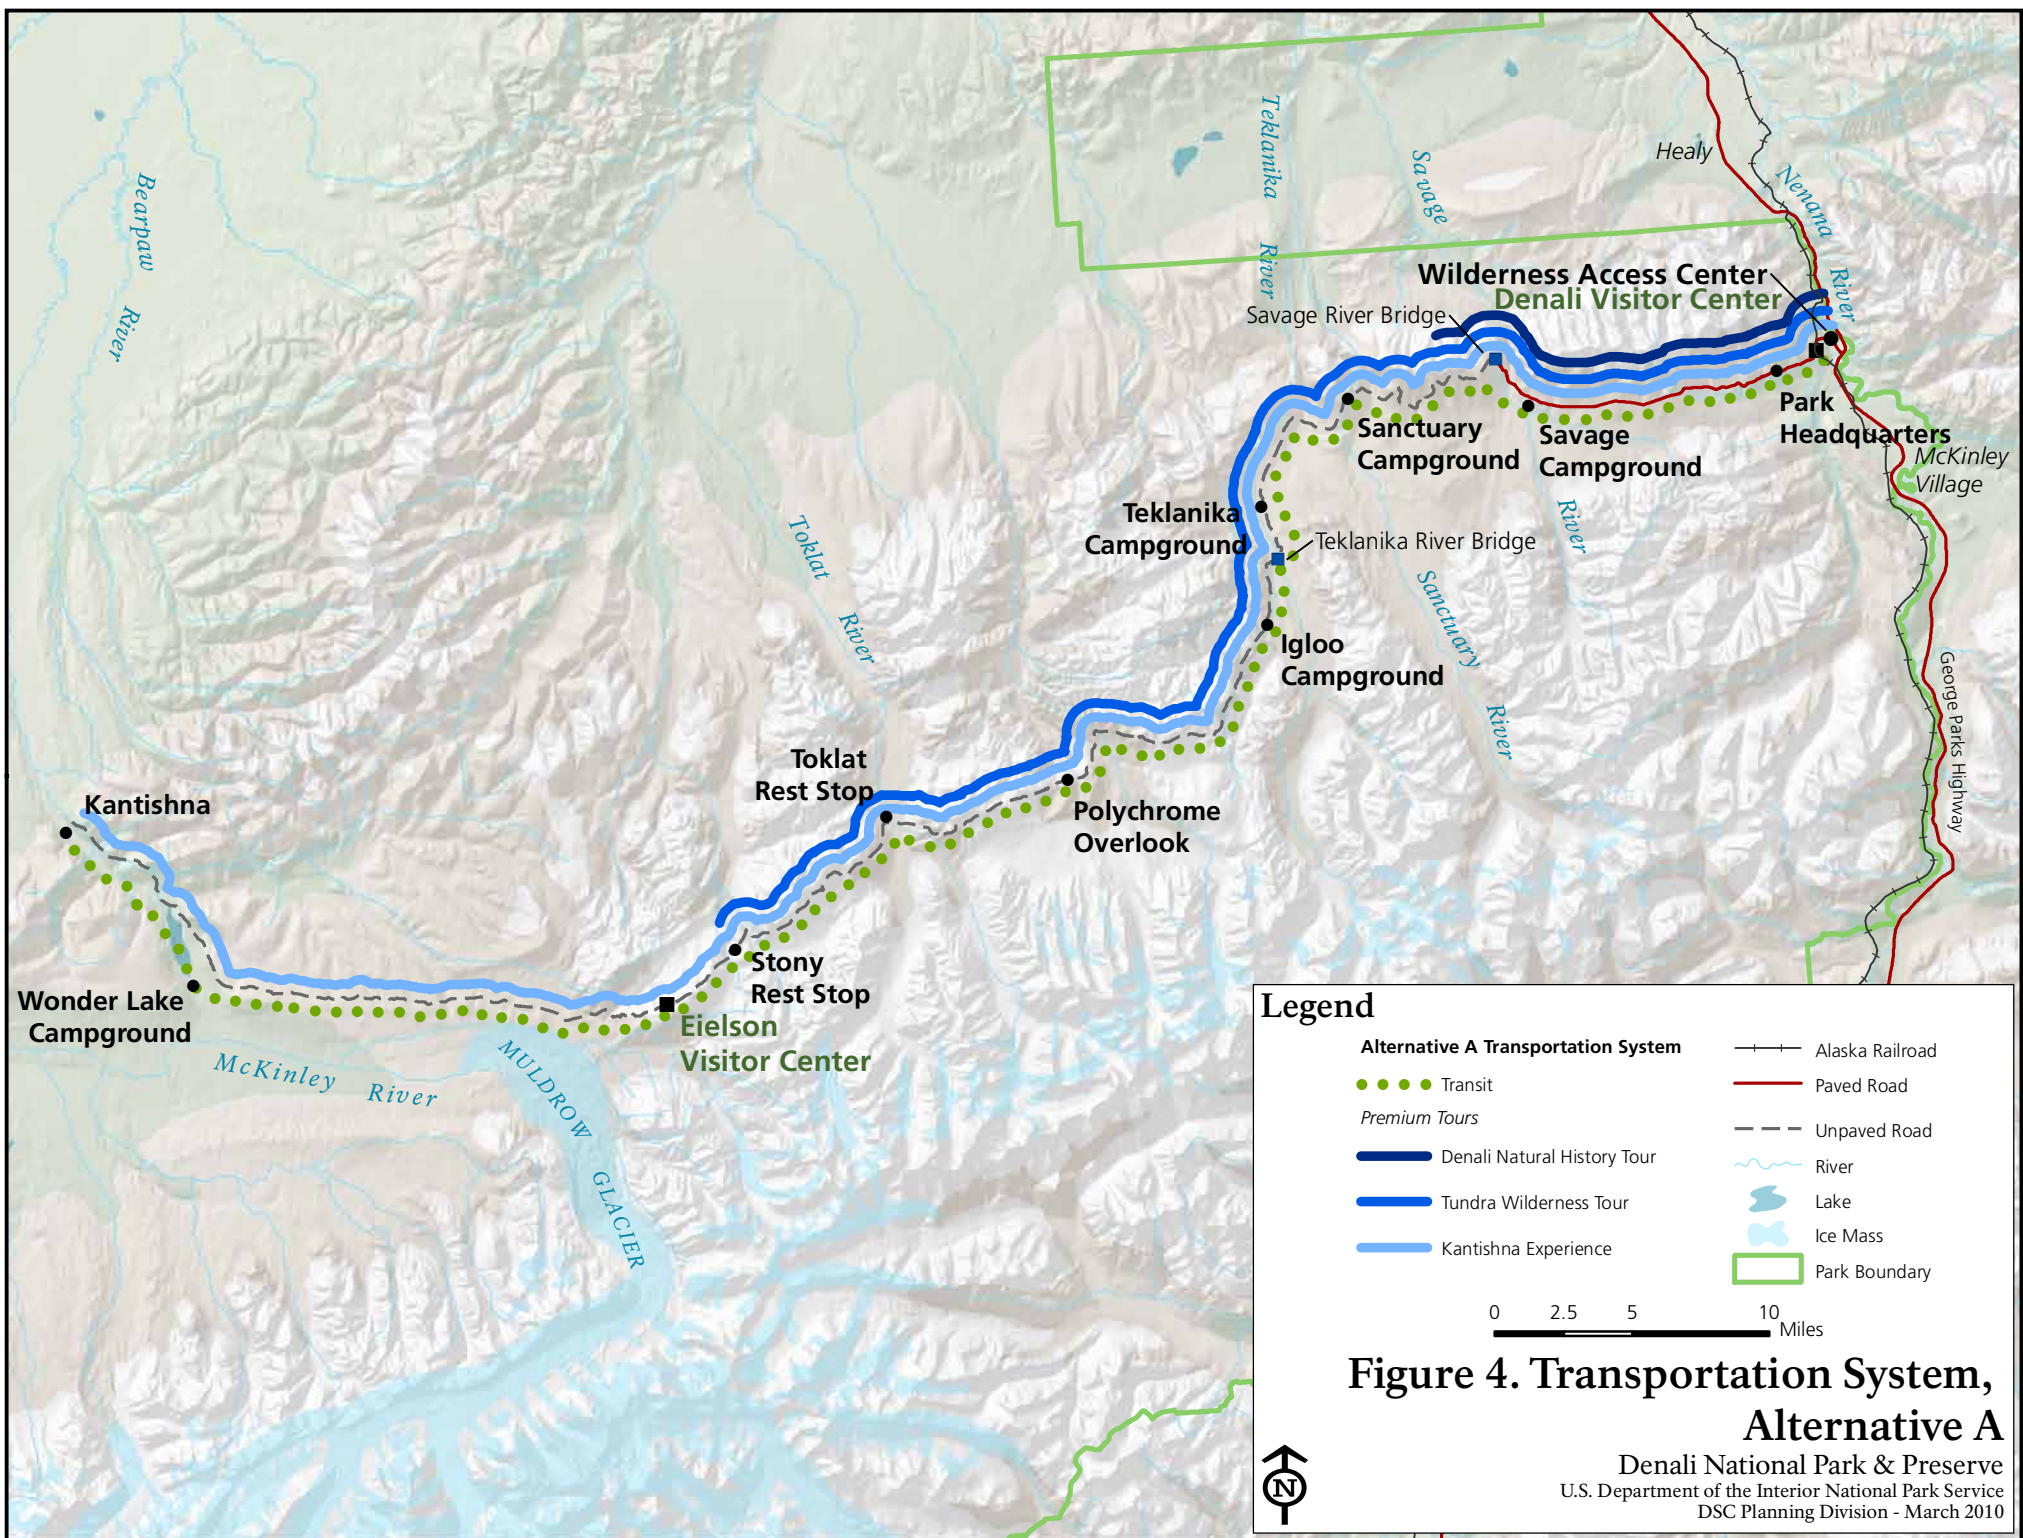 Healy
Nenana
River
Bearpaw
River
Teklanika
River
Savage
River
Wilderness Access Center
Denali Visitor Center
Savage River Bridge
Park
Headquarters
McKinley
Village
Sanctuary
Campground
Savage
Campground
Teklanika
Campground
Teklanika River Bridge
Toklat
River
Sanctuary
River
Igloo
Campground
George Parks Highway
Toklat
Rest Stop
Polychrome
Overlook
Kantishna
Stony
Rest Stop
Wonder Lake
Campground
Eielson
Visitor Center
McKinley River
MULDROW
GLACIER
Legend
Alternative A Transportation System
Transit
Premium Tours
Denali Natural History Tour
Tundra Wilderness Tour
Kantishna Experience
Alaska Railroad
Paved Road
Unpaved Road
River
Lake
Ice Mass
Park Boundary
0 2.5 5 10
Miles
Figure 4. Transportation System,
Alternative A
Denali National Park & Preserve
U.S. Department of the Interior National Park Service
DSC Planning Division - March 2010
N